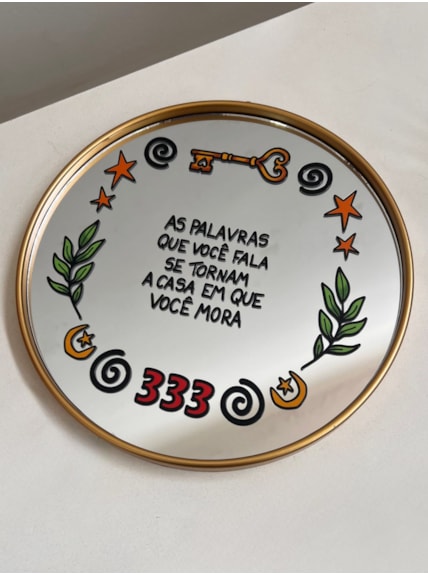 AS PALAVRAS
QUE VOCÊ FALA
SE TORNAM
A CASA EM QUE
VOCÊ MORA
333